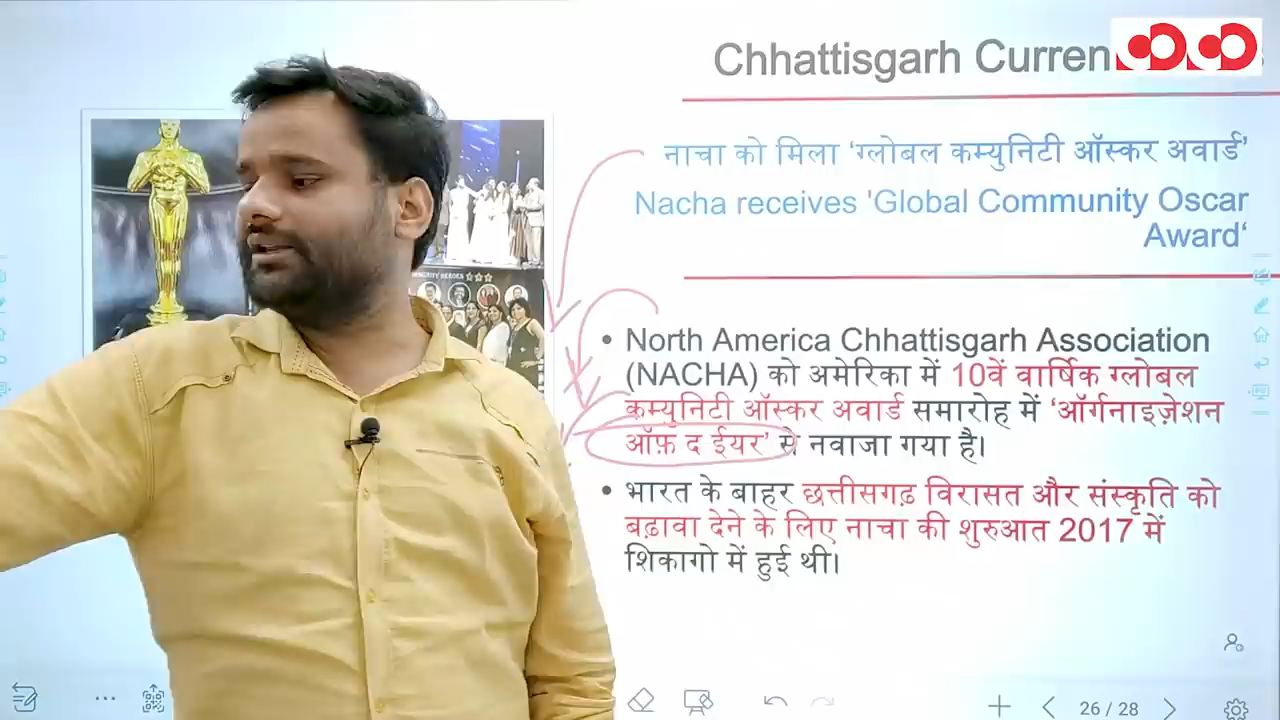 Chhattisgarh Curren
नाचा को मिला ‘ग्लोबल कम्युनिटी ऑस्कर अवार्ड’
Nacha receives 'Global Community Oscar
Award‘
• North America Chhattisgarh Association
(NACHA) को अमेरिका में 10वें वार्षिक ग्लोबल
कम्युनिटी ऑस्कर अवार्ड समारोह में ‘ऑर्गनाइज़ेशन
ऑफ़ द ईयर’ से नवाजा गया है।
• भारत के बाहर छत्तीसगढ़ विरासत और संस्कृति को
बढ़ावा देने के लिए नाचा की शुरुआत 2017 में
शिकागो में हुई थी।
26 / 28